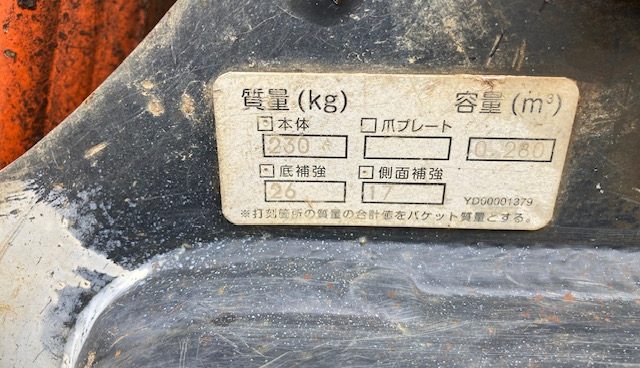 質量(kg) 容量(m³)
本体 爪プレート
0.280
底補強 側面補強
26 17
YD00001379
※打刻箇所の質量の合計値をバケット質量とする。